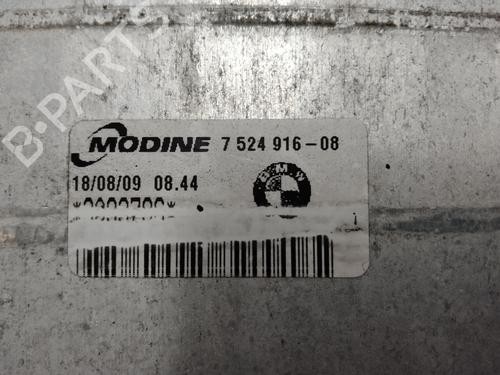 B-PARTS
MODINE 7 524 916-08
18/08/09 08.44
BMW